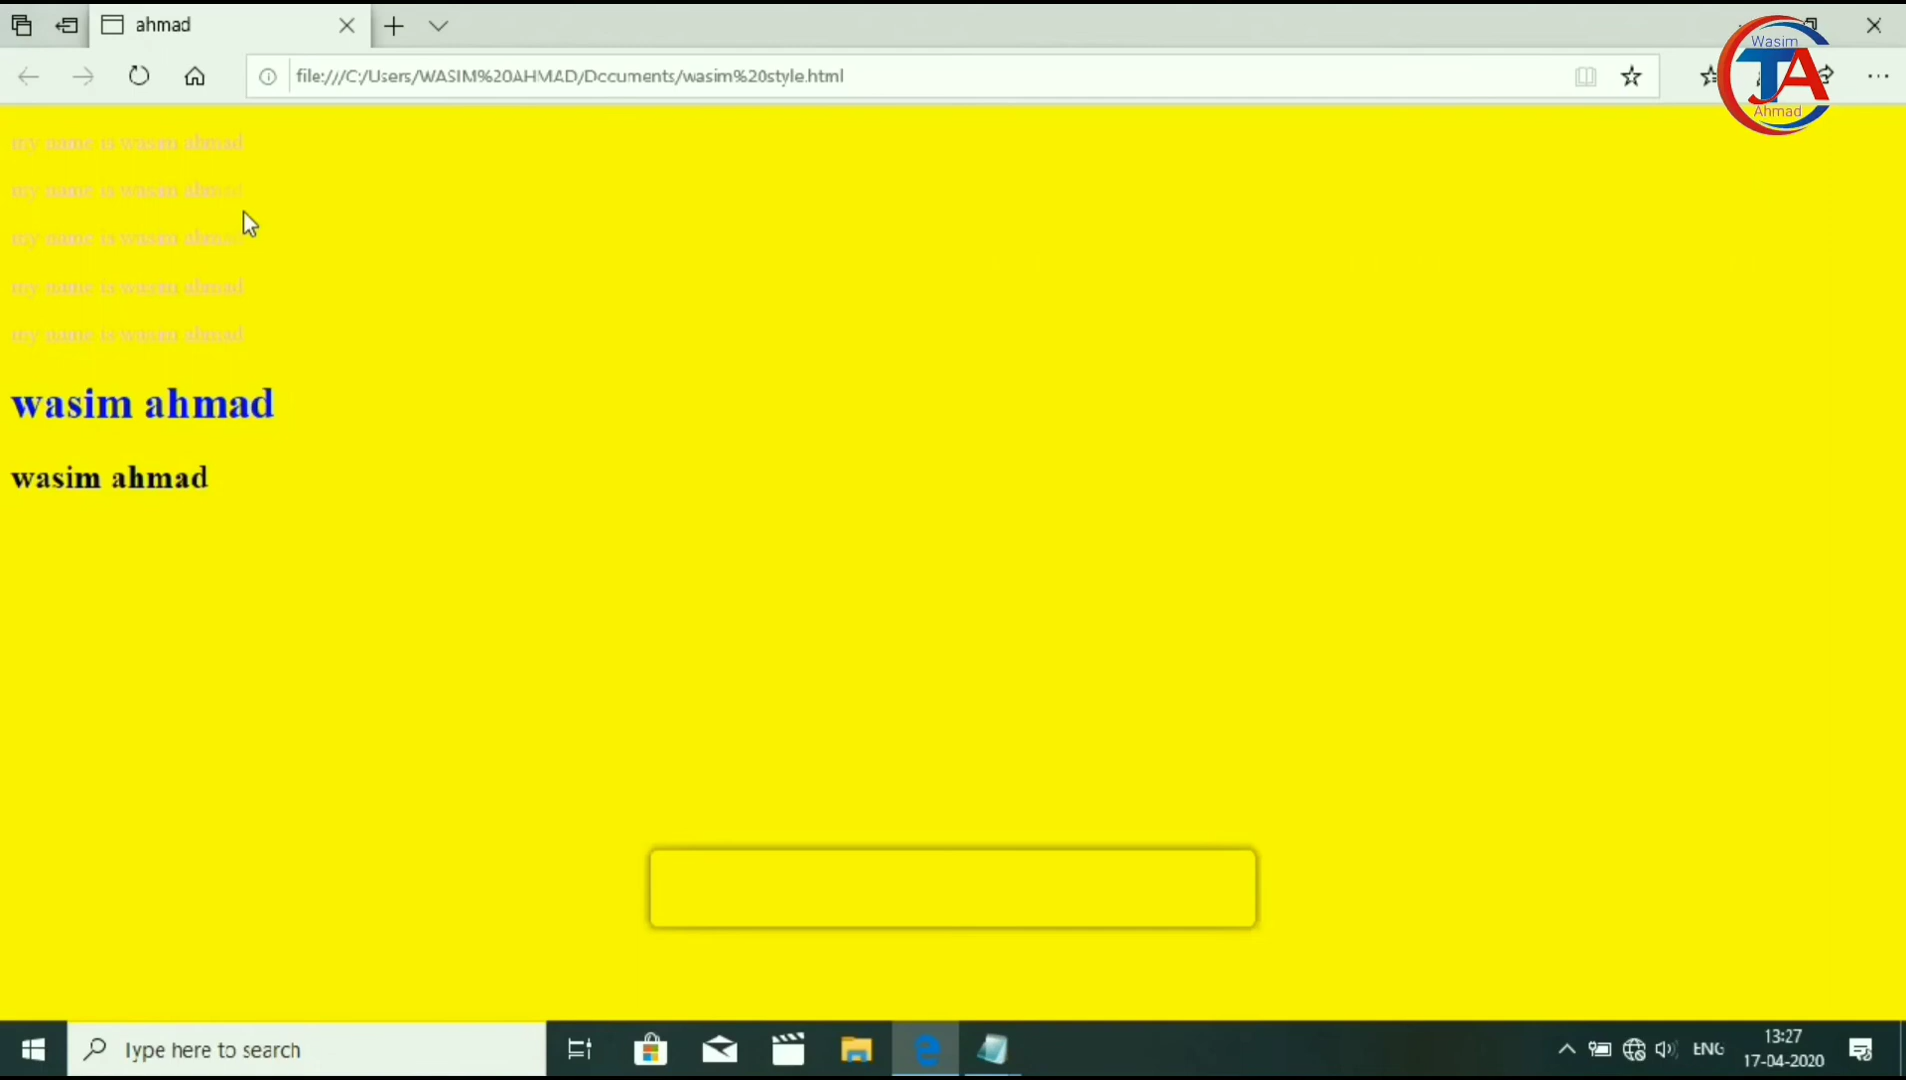 ahmad
file:///C:/Users/WASIM%20AHMAD/Documents/wasim%20style.html
Wasim
TA
Ahmad
my name is wasim ahmad
my name is wasim ahmad
my name is wasim ahmad
my name is wasim ahmad
my name is wasim ahmad
wasim ahmad
wasim ahmad
Type here to search
ENG
13:27
17-04-2020